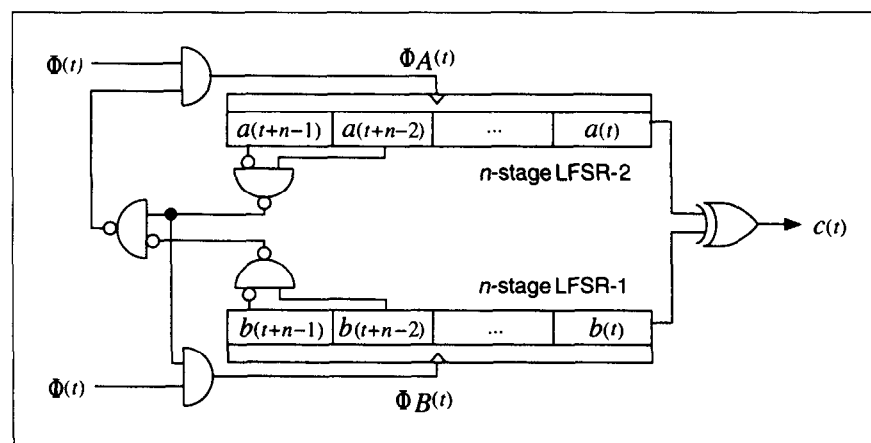 Φ(t)
ΦA(t)
a(t+n−1) a(t+n−2) ... a(t)
n-stage LFSR-2
c(t)
n-stage LFSR-1
b(t+n−1) b(t+n−2) ... b(t)
Φ(t)
ΦB(t)